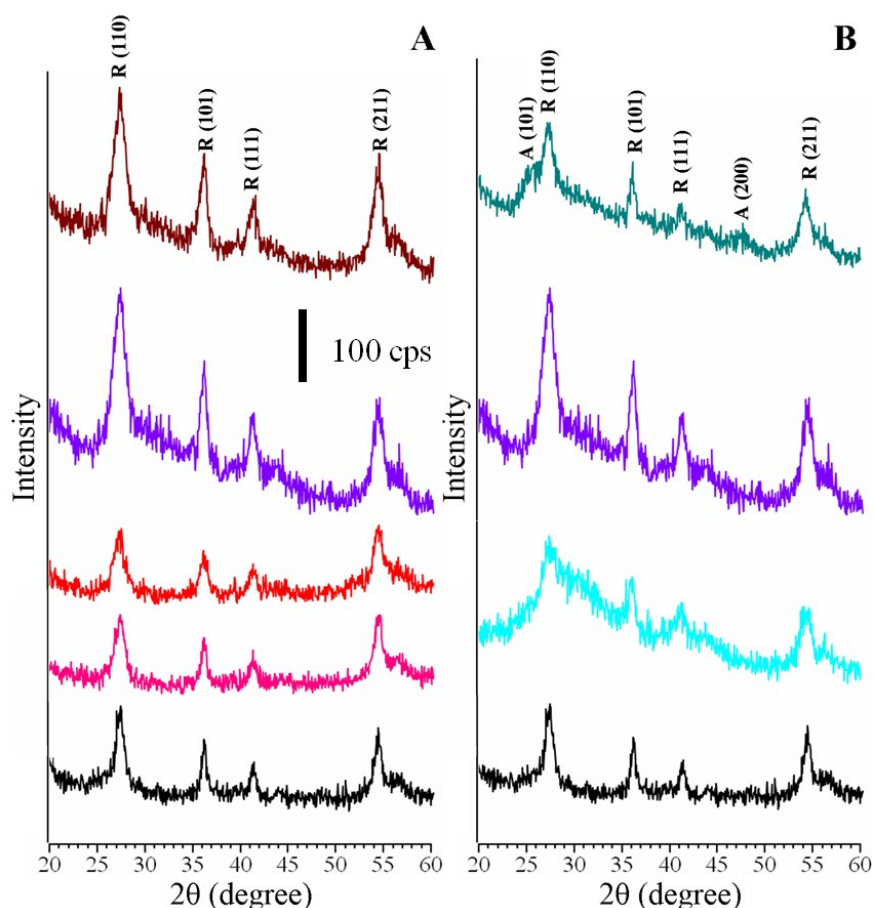 A
R (110)
R (101)
R (111)
R (211)
100 cps
Intensity
20 25 30 35 40 45 50 55 60
2θ (degree)
B
A (101)
R (110)
R (101)
R (111)
A (200)
R (211)
Intensity
20 25 30 36 40 45 50 55 60
2θ (degree)